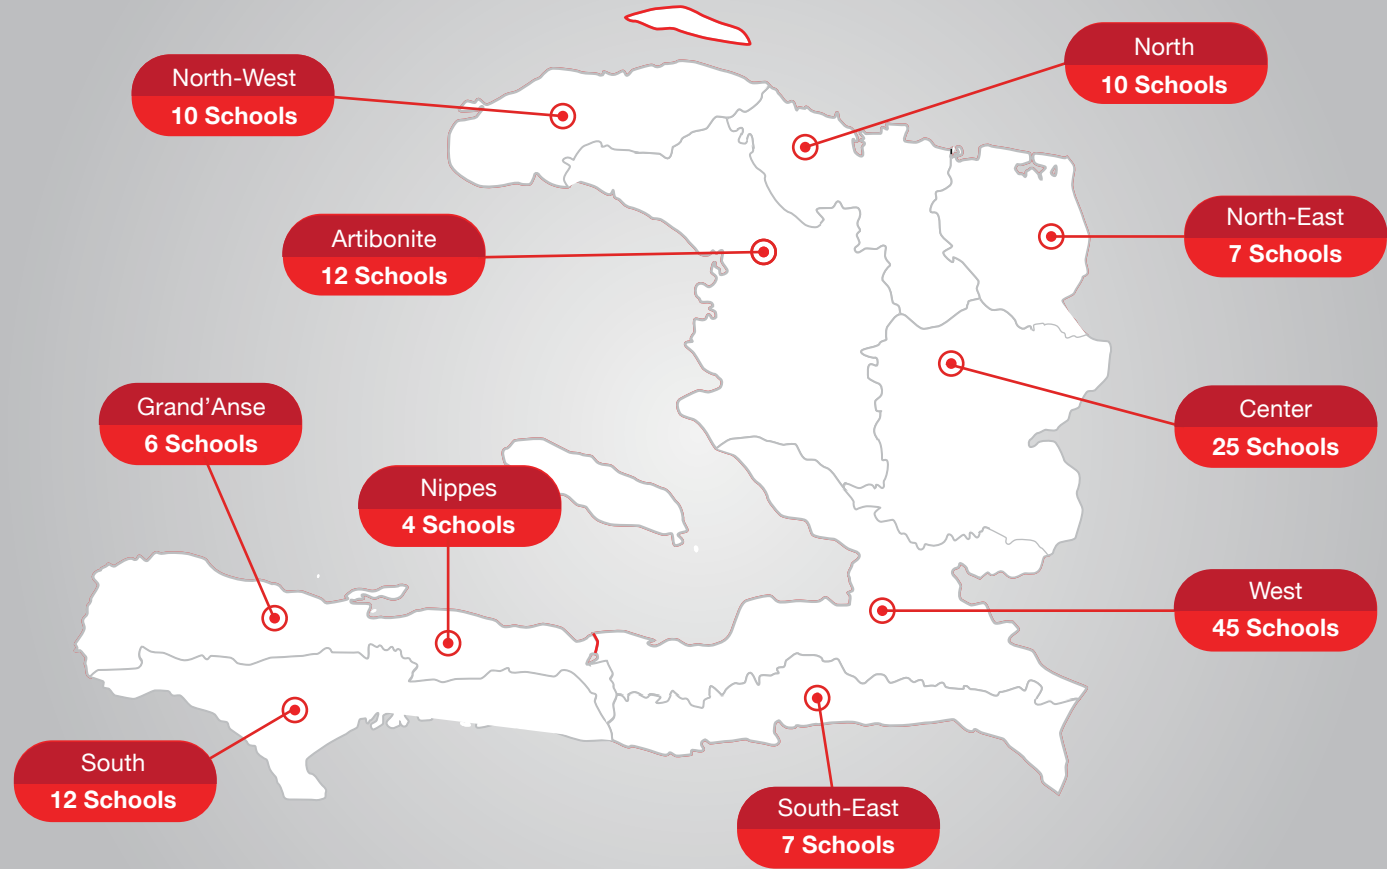 North
10 Schools
North-West
10 Schools
North-East
7 Schools
Artibonite
12 Schools
Center
25 Schools
Grand’Anse
6 Schools
Nippes
4 Schools
West
45 Schools
South
12 Schools
South-East
7 Schools